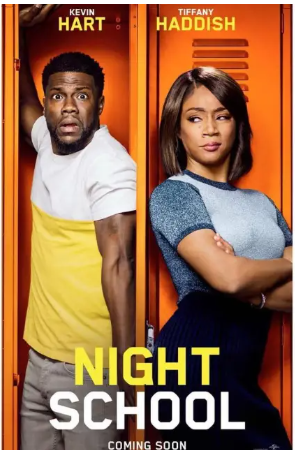 KEVIN
HART
TIFFANY
HADDISH
NIGHT
SCHOOL
COMING SOON